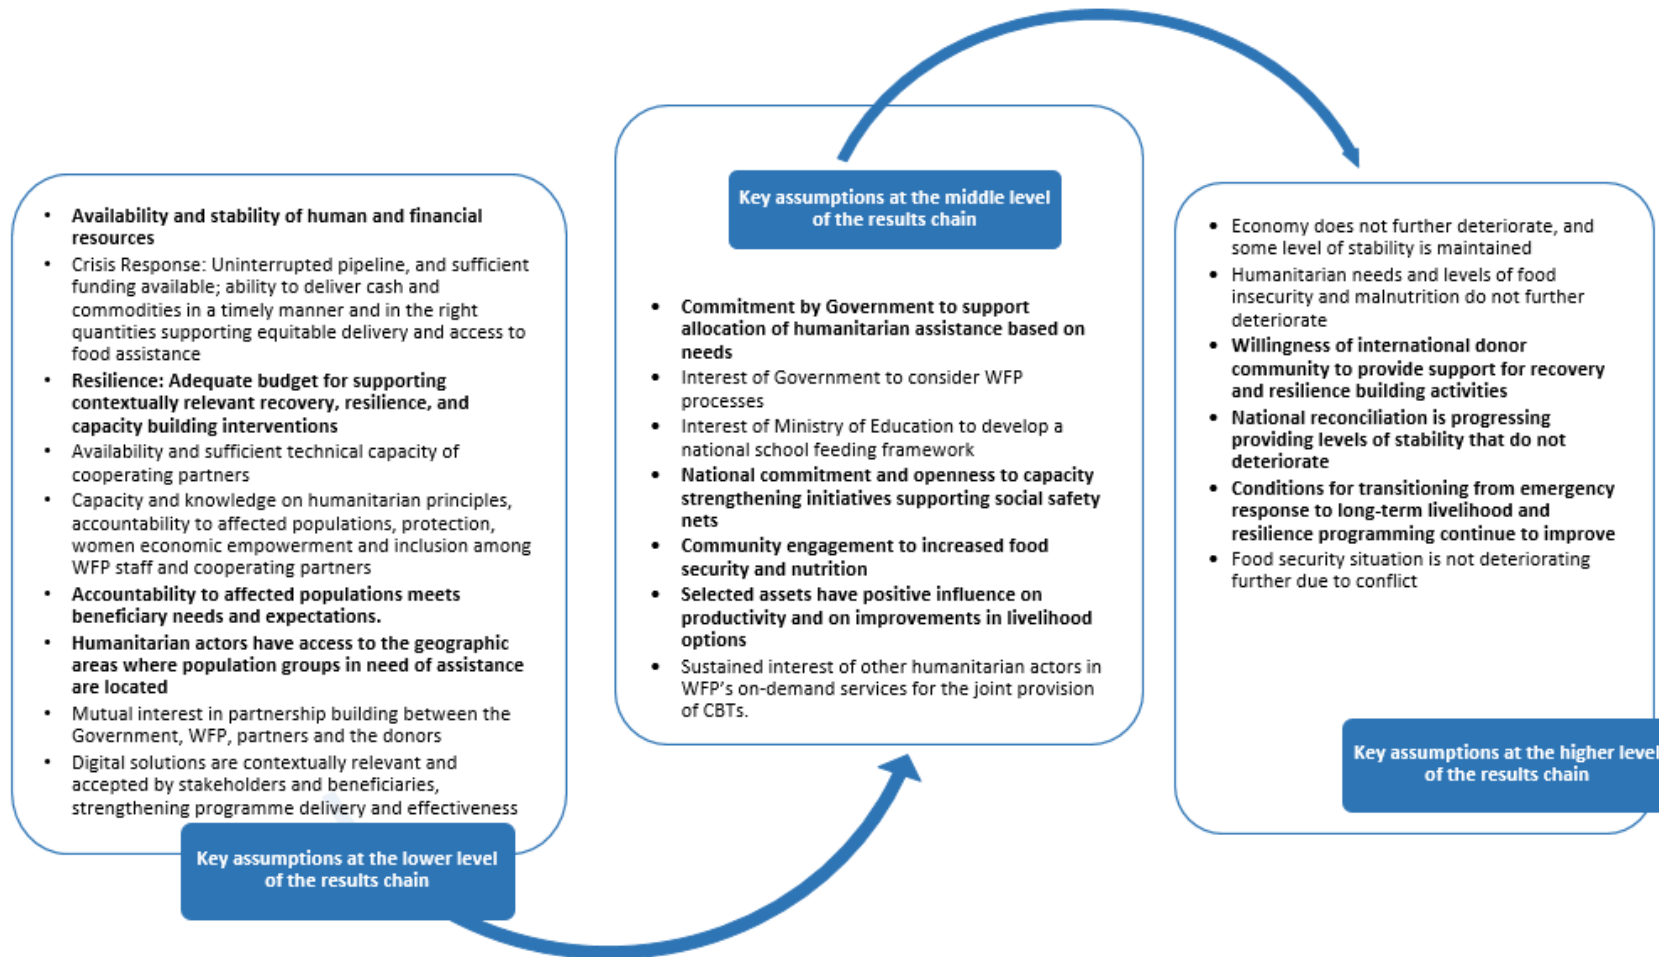 • Availability and stability of human and financial
resources
• Crisis Response: Uninterrupted pipeline, and sufficient
funding available; ability to deliver cash and
commodities in a timely manner and in the right
quantities supporting equitable delivery and access to
food assistance
• Resilience: Adequate budget for supporting
contextually relevant recovery, resilience, and
capacity building interventions
• Availability and sufficient technical capacity of
cooperating partners
• Capacity and knowledge on humanitarian principles,
accountability to affected populations, protection,
women economic empowerment and inclusion among
WFP staff and cooperating partners
• Accountability to affected populations meets
beneficiary needs and expectations.
• Humanitarian actors have access to the geographic
areas where population groups in need of assistance
are located
• Mutual interest in partnership building between the
Government, WFP, partners and the donors
• Digital solutions are contextually relevant and
accepted by stakeholders and beneficiaries,
strengthening programme delivery and effectiveness
Key assumptions at the lower level
of the results chain
Key assumptions at the middle level
of the results chain
• Commitment by Government to support
allocation of humanitarian assistance based on
needs
• Interest of Government to consider WFP
processes
• Interest of Ministry of Education to develop a
national school feeding framework
• National commitment and openness to capacity
strengthening initiatives supporting social safety
nets
• Community engagement to increased food
security and nutrition
• Selected assets have positive influence on
productivity and on improvements in livelihood
options
• Sustained interest of other humanitarian actors in
WFP's on-demand services for the joint provision
of CBTs.
• Economy does not further deteriorate, and
some level of stability is maintained
• Humanitarian needs and levels of food
insecurity and malnutrition do not further
deteriorate
• Willingness of international donor
community to provide support for recovery
and resilience building activities
• National reconciliation is progressing
providing levels of stability that do not
deteriorate
• Conditions for transitioning from emergency
response to long-term livelihood and
resilience programming continue to improve
• Food security situation is not deteriorating
further due to conflict
Key assumptions at the higher level
of the results chain